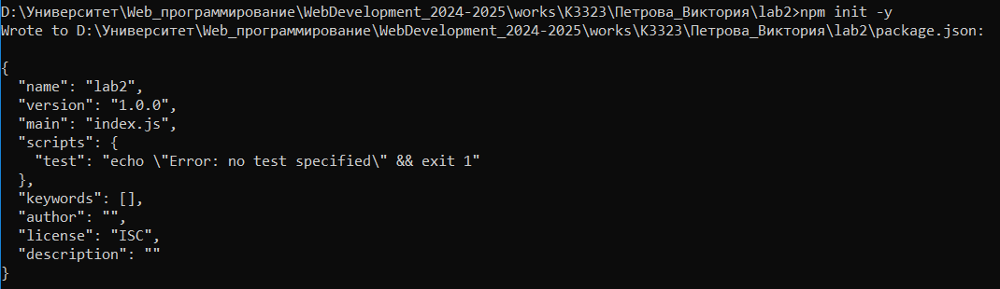 D:\Университет\Web_программирование\WebDevelopment_2024-2025\works\K3323\Петрова_Виктория\lab2>npm init -y
Wrote to D:\Университет\Web_программирование\WebDevelopment_2024-2025\works\K3323\Петрова_Виктория\lab2\package.json:
{
  "name": "lab2",
  "version": "1.0.0",
  "main": "index.js",
  "scripts": {
    "test": "echo \"Error: no test specified\" && exit 1"
  },
  "keywords": [],
  "author": "",
  "license": "ISC",
  "description": ""
}